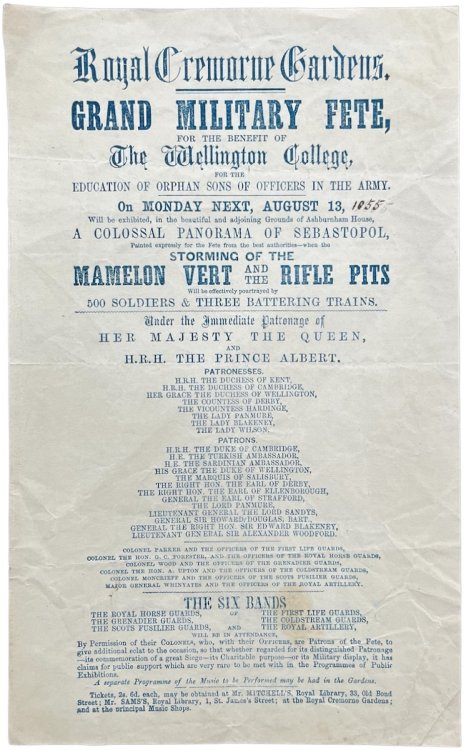 Royal Cremorne Gardens.
GRAND MILITARY FETE,
FOR THE BENEFIT OF
The Wellington College,
FOR THE
EDUCATION OF ORPHAN SONS OF OFFICERS IN THE ARMY.
On MONDAY NEXT, AUGUST 13, 1855
Will be exhibited, in the beautiful and adjoining Grounds of Ashburnham House,
A COLOSSAL PANORAMA OF SEBASTOPOL,
Painted expressly for the Fete from the best authorities—when the
STORMING OF THE
MAMELON VERT AND THE RIFLE PITS
Will be effectively pourtrayed by
500 SOLDIERS & THREE BATTERING TRAINS.
Under the Immediate Patronage of
HER MAJESTY THE QUEEN,
AND
H.R.H. THE PRINCE ALBERT.
PATRONESSES.
H.R.H. THE DUCHESS OF KENT,
H.R.H. THE DUCHESS OF CAMBRIDGE,
HER GRACE THE DUCHESS OF WELLINGTON,
THE COUNTESS OF DERBY,
THE VICOUNTESS HARDINGE,
THE LADY PANMURE,
THE LADY BLAKENEY,
THE LADY WILSON.
PATRONS.
H.R.H. THE DUKE OF CAMBRIDGE,
H.E. THE TURKISH AMBASSADOR,
H.E. THE SARDINIAN AMBASSADOR,
HIS GRACE THE DUKE OF WELLINGTON,
THE MARQUIS OF SALISBURY,
THE RIGHT HON. THE EARL OF DERBY,
THE RIGHT HON. THE EARL OF ELLENBOROUGH,
GENERAL THE EARL OF STRAFFORD,
THE LORD PANMURE,
LIEUTENANT GENERAL THE LORD SANDYS,
GENERAL SIR HOWARD DOUGLAS, BART.,
GENERAL THE RIGHT HON. SIR EDWARD BLAKENEY,
LIEUTENANT GENERAL SIR ALEXANDER WOODFORD.
COLONEL PARKER AND THE OFFICERS OF THE FIRST LIFE GUARDS,
COLONEL THE HON. G. C. FORESTER, AND THE OFFICERS OF THE ROYAL HORSE GUARDS,
COLONEL WOOD AND THE OFFICERS OF THE GRENADIER GUARDS,
COLONEL THE HON. A. UPTON AND THE OFFICERS OF THE COLDSTREAM GUARDS,
COLONEL MONCRIEFF AND THE OFFICERS OF THE SCOTS FUSILIER GUARDS,
MAJOR GENERAL WHINYATES AND THE OFFICERS OF THE ROYAL ARTILLERY.
THE SIX BANDS
THE ROYAL HORSE GUARDS, OF THE FIRST LIFE GUARDS,
THE GRENADIER GUARDS, THE COLDSTREAM GUARDS,
THE SCOTS FUSILIER GUARDS, AND THE ROYAL ARTILLERY,
WILL BE IN ATTENDANCE,
By Permission of their COLONELS, who, with their OFFICERS, are Patrons of the Fete, to
give additional eclat to the occasion, so that whether regarded for its distinguished Patronage
—its commemoration of a great Siege—its Charitable purpose—or its Military display, it has
claims for public support which are very rare to be met with in the Programmes of Public
Exhibitions.
A separate Programme of the Music to be Performed may be had in the Gardens.
Tickets, 2s. 6d. each, may be obtained at Mr. MITCHELL'S, Royal Library, 33, Old Bond
Street; Mr. SAMS'S, Royal Library, 1, St. James's Street; at the Royal Cremorne Gardens;
and at the principal Music Shops.